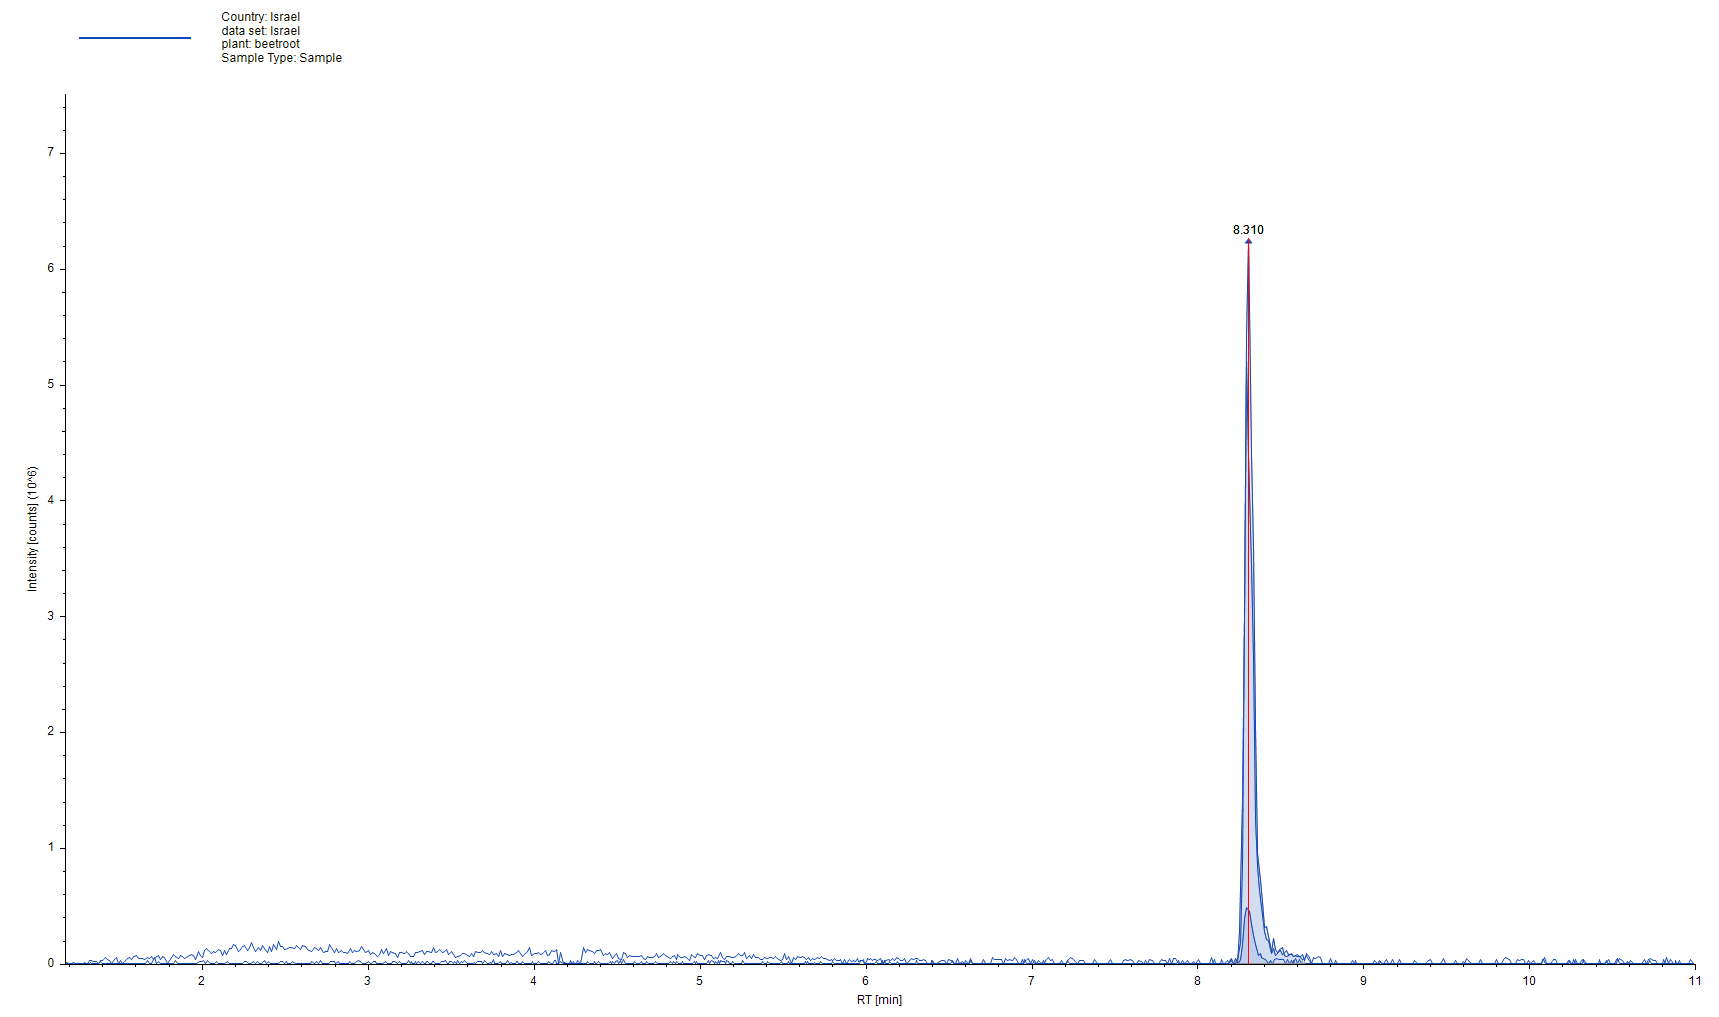 Country: Israel
data set: Israel
plant: beetroot
Sample Type: Sample
7
8.310
6
5
4
Intensity [counts] (10^6)
3
2
1
0
2 3 4 5 6 7 8 9 10 11
RT [min]